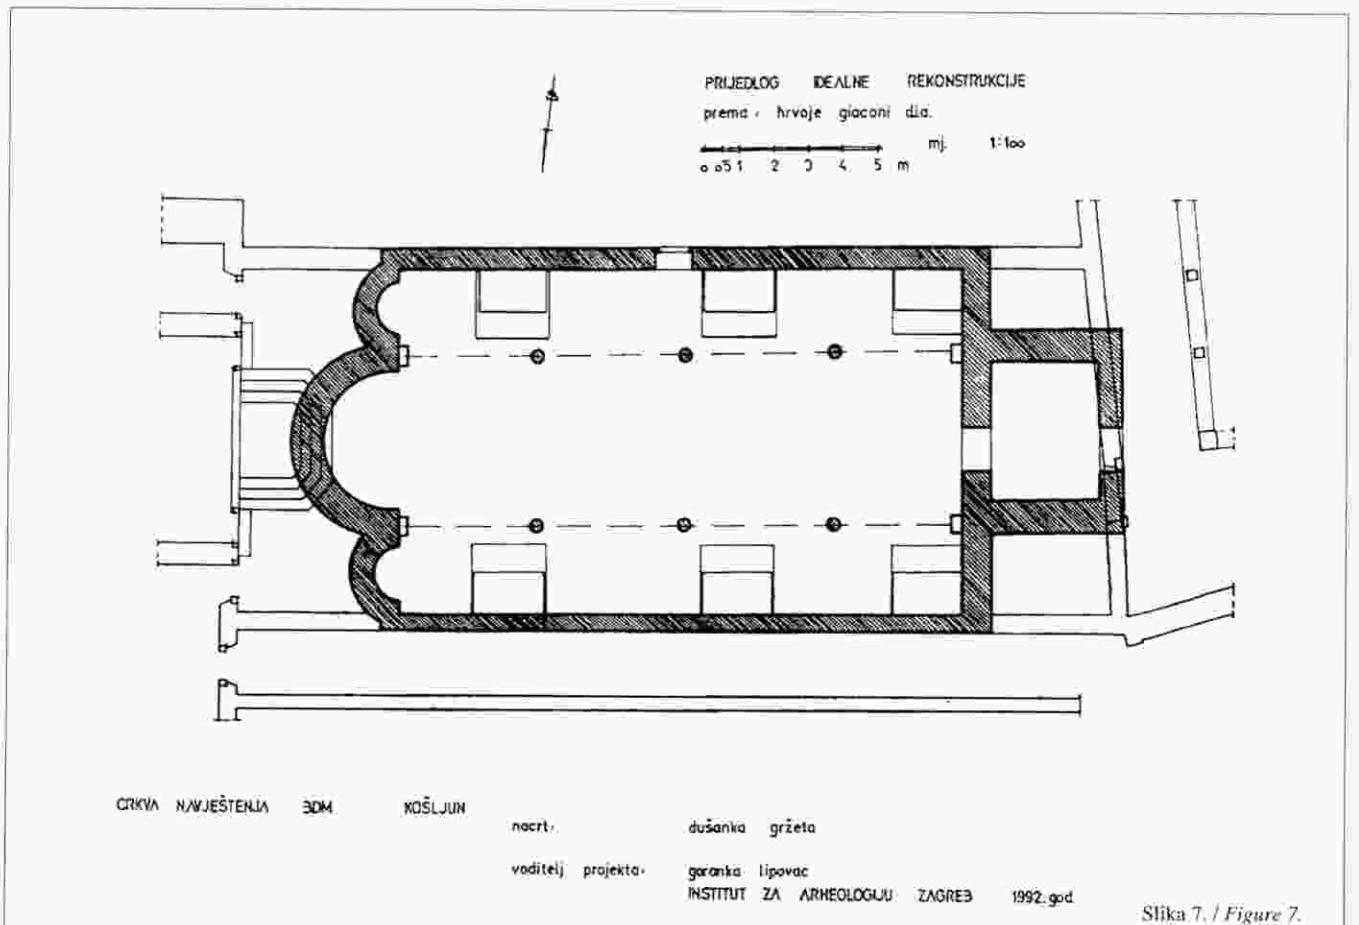 PRIJEDLOG IDEALNE REKONSTRUKCIJE
prema: hrvoje giaconi dia.
mj. 1:100
0 0.5 1 2 3 4 5 m
CRKVA NAVJEŠTENJA BDM KOŠLJUN
nacrt: dušanka gržeta
voditelj projekta: goranka lipovac
INSTITUT ZA ARHEOLOGIJU ZAGREB 1992.god.
Slika 7. / Figure 7.